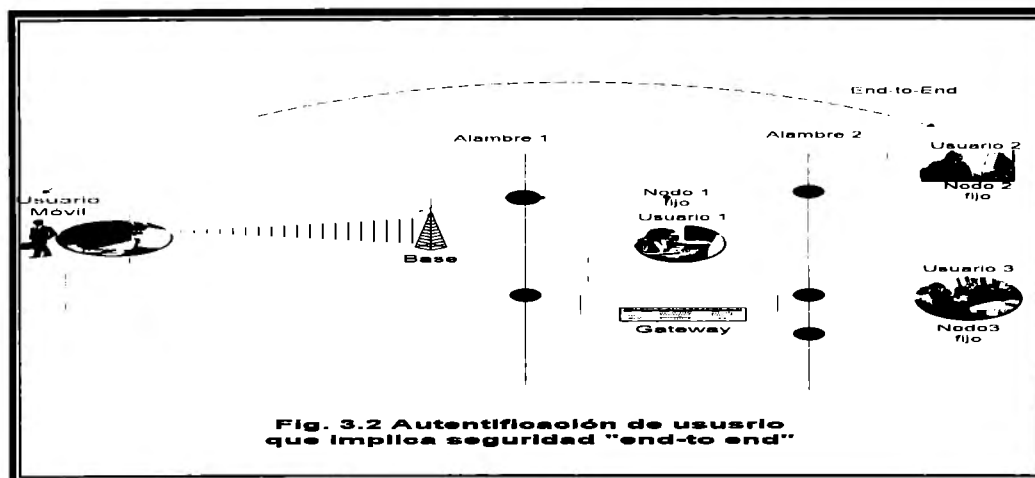 End-to-End
Alambre 1
Alambre 2
Usuario 2
Nodo 2
fijo
Usuario
Móvil
Nodo 1
fijo
Usuario 1
Base
Usuario 3
Gateway
Nodo3
fijo
Fig. 3.2 Autentificación de ususrio
que implica seguridad "end-to end"